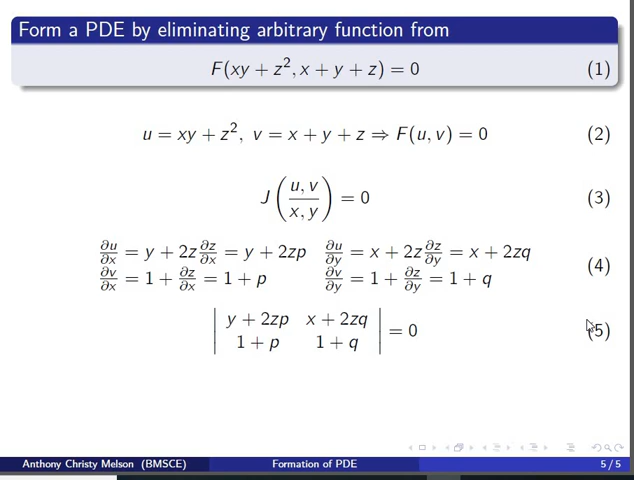 Form a PDE by eliminating arbitrary function from
F(xy + z², x + y + z) = 0 (1)
u = xy + z², v = x + y + z ⇒ F(u, v) = 0 (2)
J(u, v / x, y) = 0 (3)
∂u/∂x = y + 2z ∂z/∂x = y + 2zp ∂u/∂y = x + 2z ∂z/∂y = x + 2zq
∂v/∂x = 1 + ∂z/∂x = 1 + p ∂v/∂y = 1 + ∂z/∂y = 1 + q (4)
| y + 2zp x + 2zq |
| 1 + p 1 + q | = 0 (5)
Anthony Christy Melson (BMSCE) Formation of PDE 5 / 5